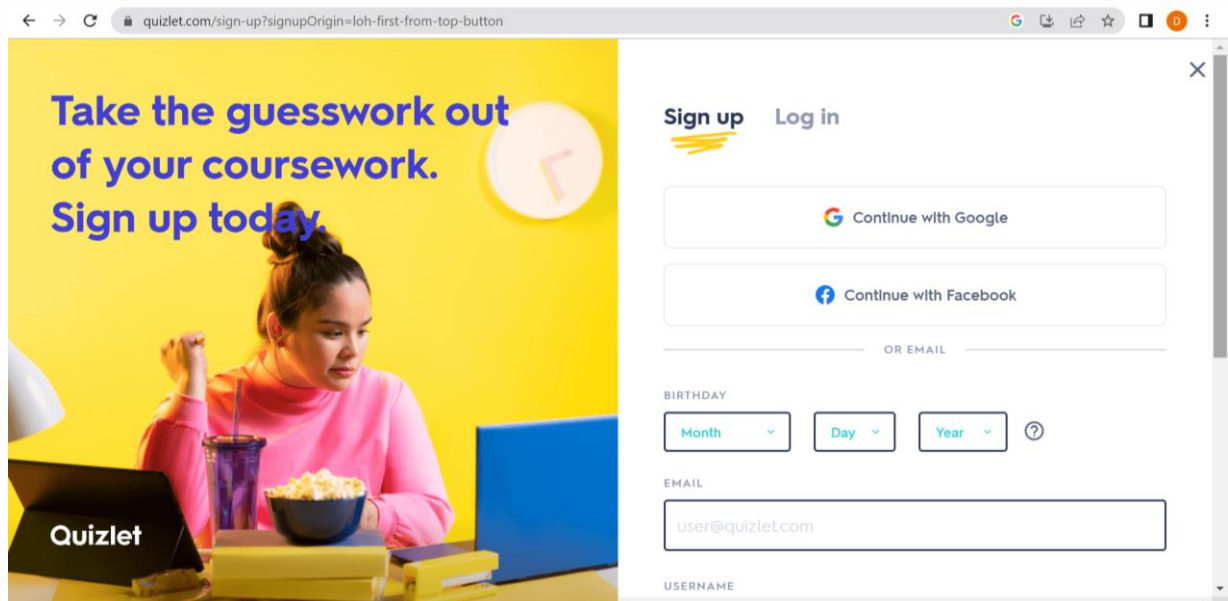 quizlet.com/sign-up?signupOrigin=loh-first-from-top-button
D
Take the guesswork out
of your coursework.
Sign up today.
Quizlet
Sign up Log in
Continue with Google
Continue with Facebook
OR EMAIL
BIRTHDAY
Month Day Year
EMAIL
user@quizlet.com
USERNAME